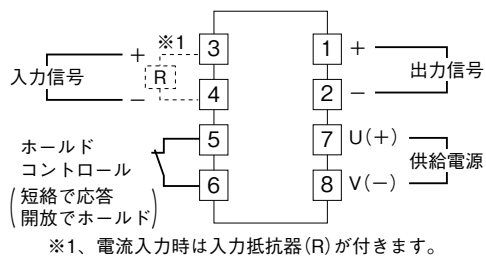 ※1
+ 3 1 +
入力信号 R 出力信号
− 4 2 −
ホールド 5 7 U(+)
コントロール 供給電源
(短絡で応答 6 8 V(−)
開放でホールド)
※1、電流入力時は入力抵抗器(R)が付きます。